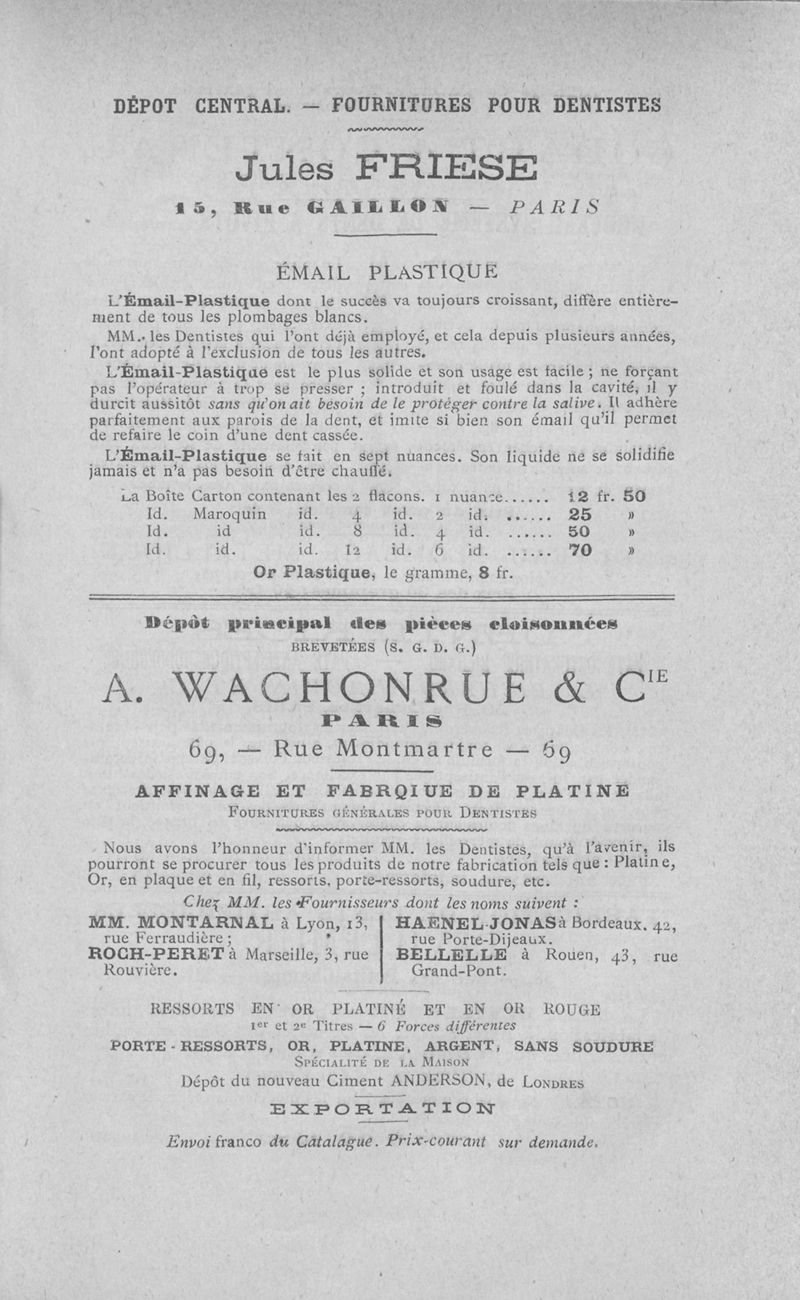 DÉPOT CENTRAL. — FOURNITURES POUR DENTISTES
Jules FRIESE
15, Rue GAILLON — PARIS
ÉMAIL PLASTIQUE
L'Émail-Plastique dont le succès va toujours croissant, diffère entière-
ment de tous les plombages blancs.
MM. les Dentistes qui l'ont déjà employé, et cela depuis plusieurs années,
l'ont adopté à l'exclusion de tous les autres.
L'Émail-Plastique est le plus solide et son usage est facile ; ne forçant
pas l'opérateur à trop se presser ; introduit et foulé dans la cavité, il y
durcit aussitôt sans qu'on ait besoin de le protéger contre la salive. Il adhère
parfaitement aux parois de la dent, et imite si bien son émail qu'il permet
de refaire le coin d'une dent cassée.
L'Émail-Plastique se fait en sept nuances. Son liquide ne se solidifie
jamais et n'a pas besoin d'être chauffé.
La Boîte Carton contenant les 2 flacons. 1 nuance...... 12 fr. 50
Id. Maroquin id. 4 id. 2 id. ...... 25 »
Id. id id. 8 id. 4 id. ...... 50 »
Id. id. id. 12 id. 6 id. ...... 70 »
Or Plastique, le gramme, 8 fr.
Dépôt principal des pièces cloisonnées
BREVETÉES (S. G. D. G.)
A. WACHONRUE & CIE
PARIS
69, — Rue Montmartre — 69
AFFINAGE ET FABRQIUE DE PLATINE
FOURNITURES GÉNÉRALES POUR DENTISTES
Nous avons l'honneur d'informer MM. les Dentistes, qu'à l'avenir, ils
pourront se procurer tous les produits de notre fabrication tels que : Platine,
Or, en plaque et en fil, ressorts, porte-ressorts, soudure, etc.
Chez MM. les Fournisseurs dont les noms suivent :
MM. MONTARNAL à Lyon, 13,
rue Ferraudière ;
ROCH-PERET à Marseille, 3, rue
Rouvière.
HAENEL-JONAS à Bordeaux. 42,
rue Porte-Dijeaux.
BELLELLE à Rouen, 43, rue
Grand-Pont.
RESSORTS EN OR PLATINÉ ET EN OR ROUGE
1er et 2e Titres — 6 Forces différentes
PORTE-RESSORTS, OR, PLATINE, ARGENT, SANS SOUDURE
SPÉCIALITÉ DE LA MAISON
Dépôt du nouveau Ciment ANDERSON, de LONDRES
EXPORTATION
Envoi franco du Catalague. Prix-courant sur demande.